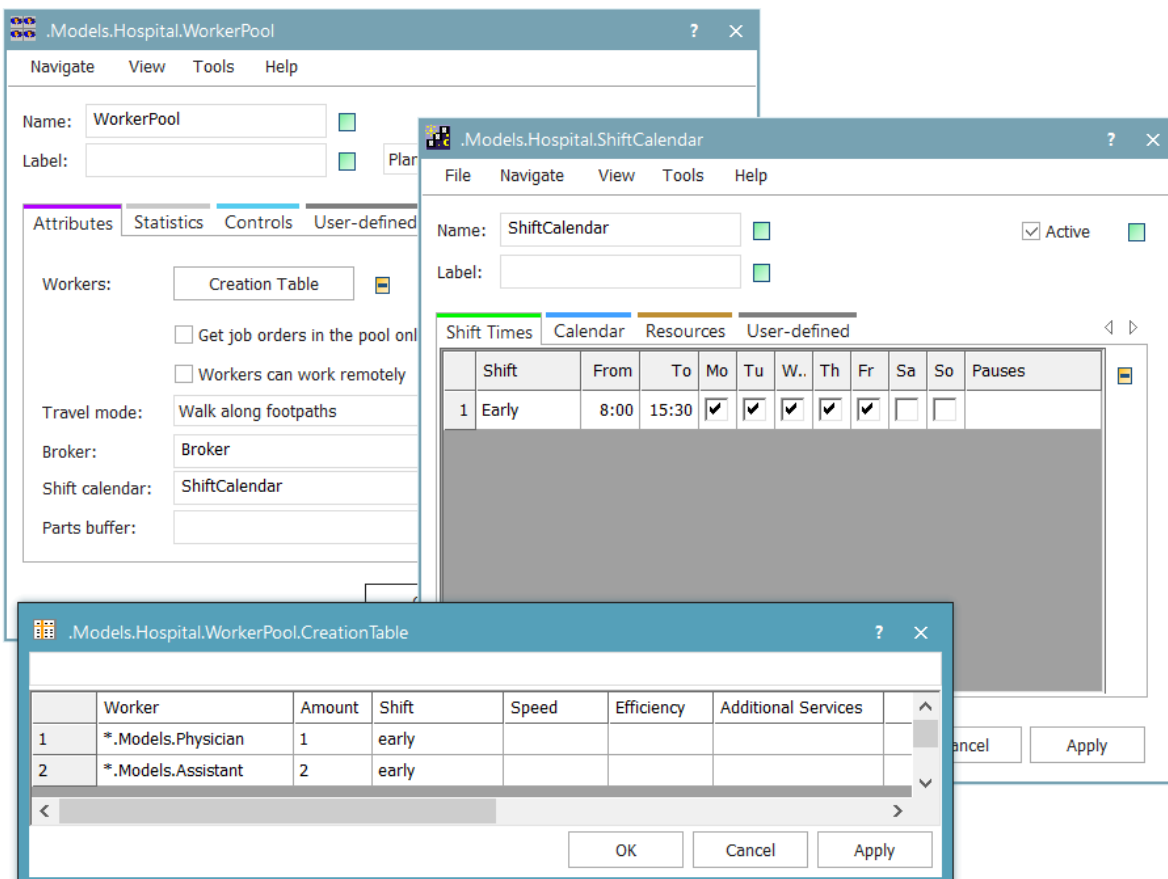 .Models.Hospital.WorkerPool ?
Navigate View Tools Help
Name: WorkerPool
Label:
Attributes Statistics Controls User-defined
Workers: Creation Table
Get job orders in the pool
Workers can work remotely
Travel mode: Walk along footpaths
Broker: Broker
Shift calendar: ShiftCalendar
Parts buffer:
.Models.Hospital.ShiftCalendar ?
File Navigate View Tools Help
Name: ShiftCalendar Active
Label:
Shift Times Calendar Resources User-defined
Shift From To Mo Tu W.. Th Fr Sa So Pauses
1 Early 8:00 15:30
Apply
.Models.Hospital.WorkerPool.CreationTable ?
Worker Amount Shift Speed Efficiency Additional Services
1 *.Models.Physician 1 early
2 *.Models.Assistant 2 early
OK Cancel Apply